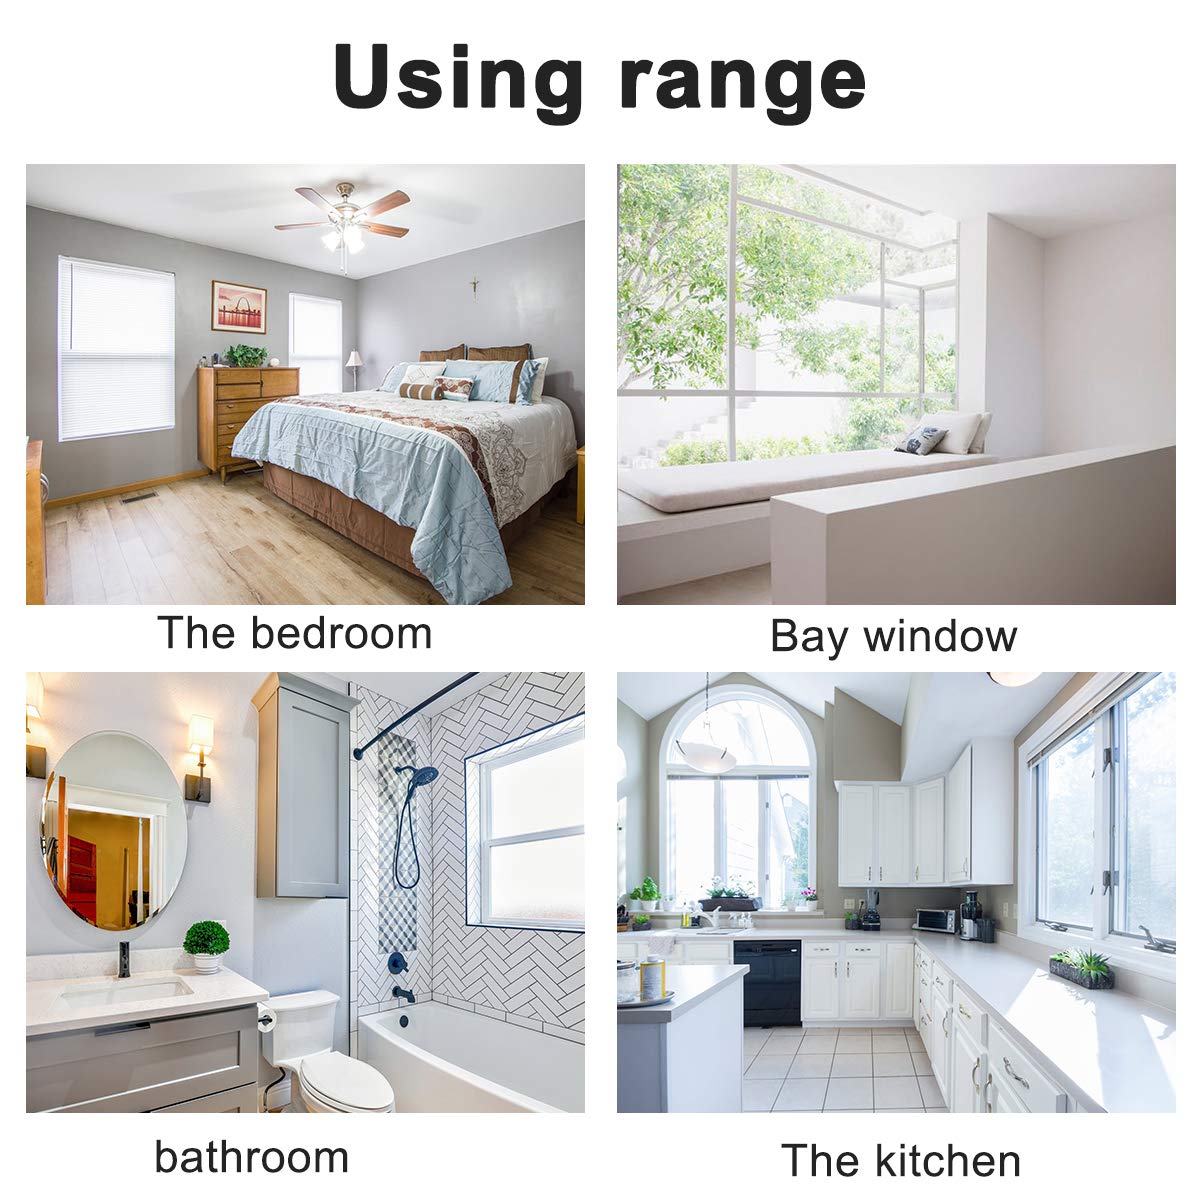 Using range
The bedroom
Bay window
bathroom
The kitchen